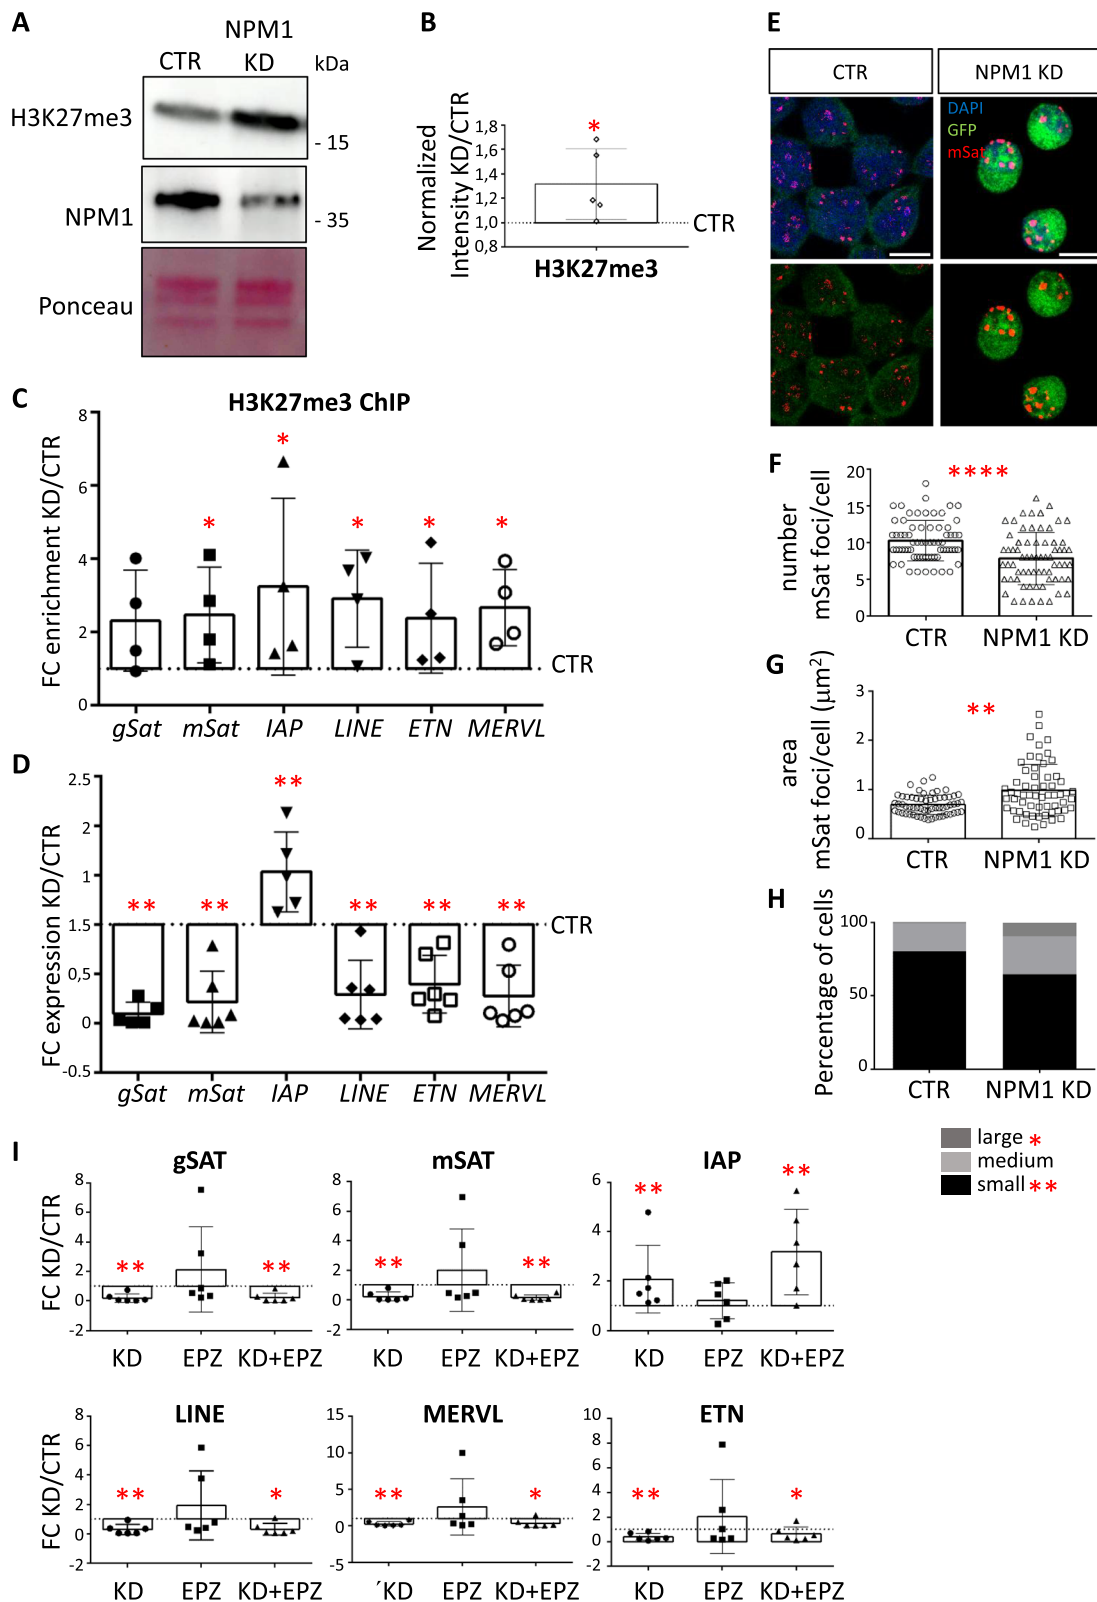 A
NPM1
CTR
KD
kDa
H3K27me3
- 15
NPM1
- 35
Ponceau
B
Normalized
Intensity KD/CTR
1,8
1,6
1,4
1,2
1,0
0,8
*
CTR
H3K27me3
E
CTR
NPM1 KD
DAPI
GFP
mSat
C
H3K27me3 ChIP
FC enrichment KD/CTR
8
6
4
2
0
* * * * *
CTR
gSat mSat IAP LINE ETN MERVL
D
FC expression KD/CTR
2.5
2
1
1.5
0.5
0
-0.5
** ** ** ** ** **
CTR
gSat mSat IAP LINE ETN MERVL
F
number
mSat foci/cell
20
15
10
5
0
****
CTR NPM1 KD
G
area
mSat foci/cell (µm²)
3
2
1
0
**
CTR NPM1 KD
H
Percentage of cells
100
50
0
CTR NPM1 KD
large *
medium
small **
I
gSAT
FC KD/CTR
8
6
4
2
0
-2
** **
KD EPZ KD+EPZ
mSAT
8
6
4
2
0
-2
** **
KD EPZ KD+EPZ
IAP
6
4
2
0
** **
KD EPZ KD+EPZ
LINE
FC KD/CTR
8
6
4
2
0
-2
** *
KD EPZ KD+EPZ
MERVL
15
10
5
0
-5
** *
´KD EPZ KD+EPZ
ETN
10
8
6
4
2
0
-2
** *
KD EPZ KD+EPZ